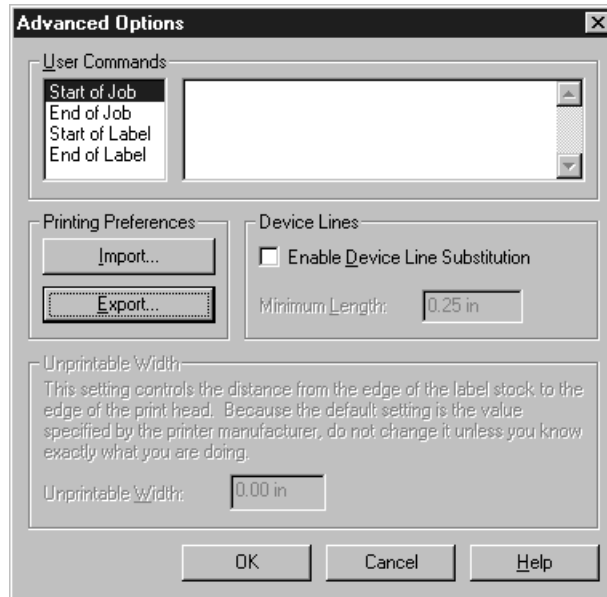 Advanced Options
User Commands
Start of Job
End of Job
Start of Label
End of Label
Printing Preferences
Import...
Export...
Device Lines
Enable Device Line Substitution
Minimum Length:
0.25 in
Unprintable Width
This setting controls the distance from the edge of the label stock to the
edge of the print head.  Because the default setting is the value
specified by the printer manufacturer, do not change it unless you know
exactly what you are doing.
Unprintable Width:
0.00 in
OK
Cancel
Help